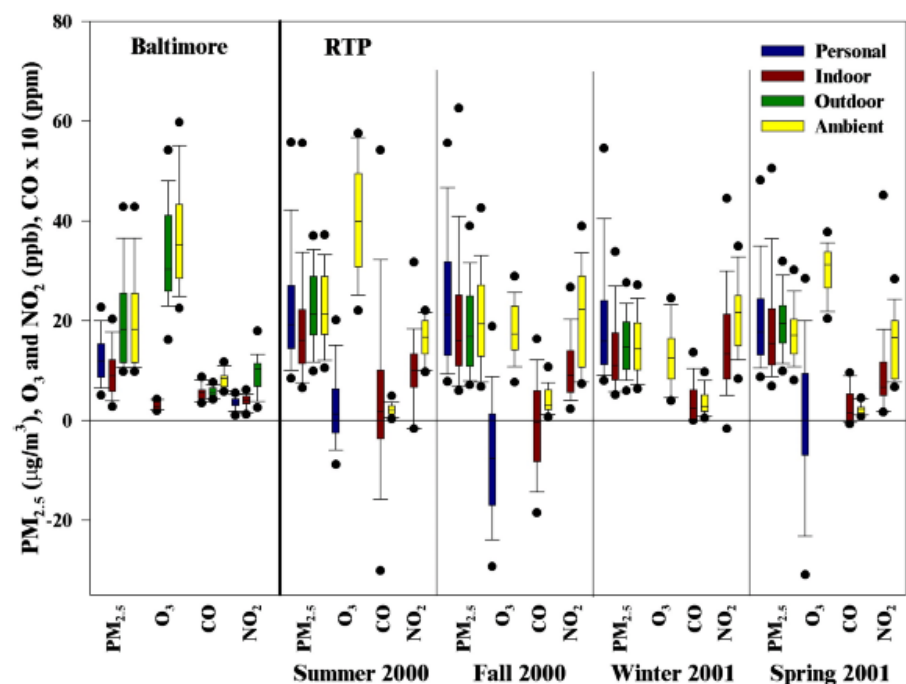 80
60
40
20
0
-20
PM2.5 (μg/m³), O3 and NO2 (ppb), CO x 10 (ppm)
Baltimore
RTP
Personal
Indoor
Outdoor
Ambient
PM2.5 O3 CO NO2 PM2.5 O3 CO NO2 PM2.5 O3 CO NO2 PM2.5 O3 CO NO2 PM2.5 O3 CO NO2
Summer 2000 Fall 2000 Winter 2001 Spring 2001